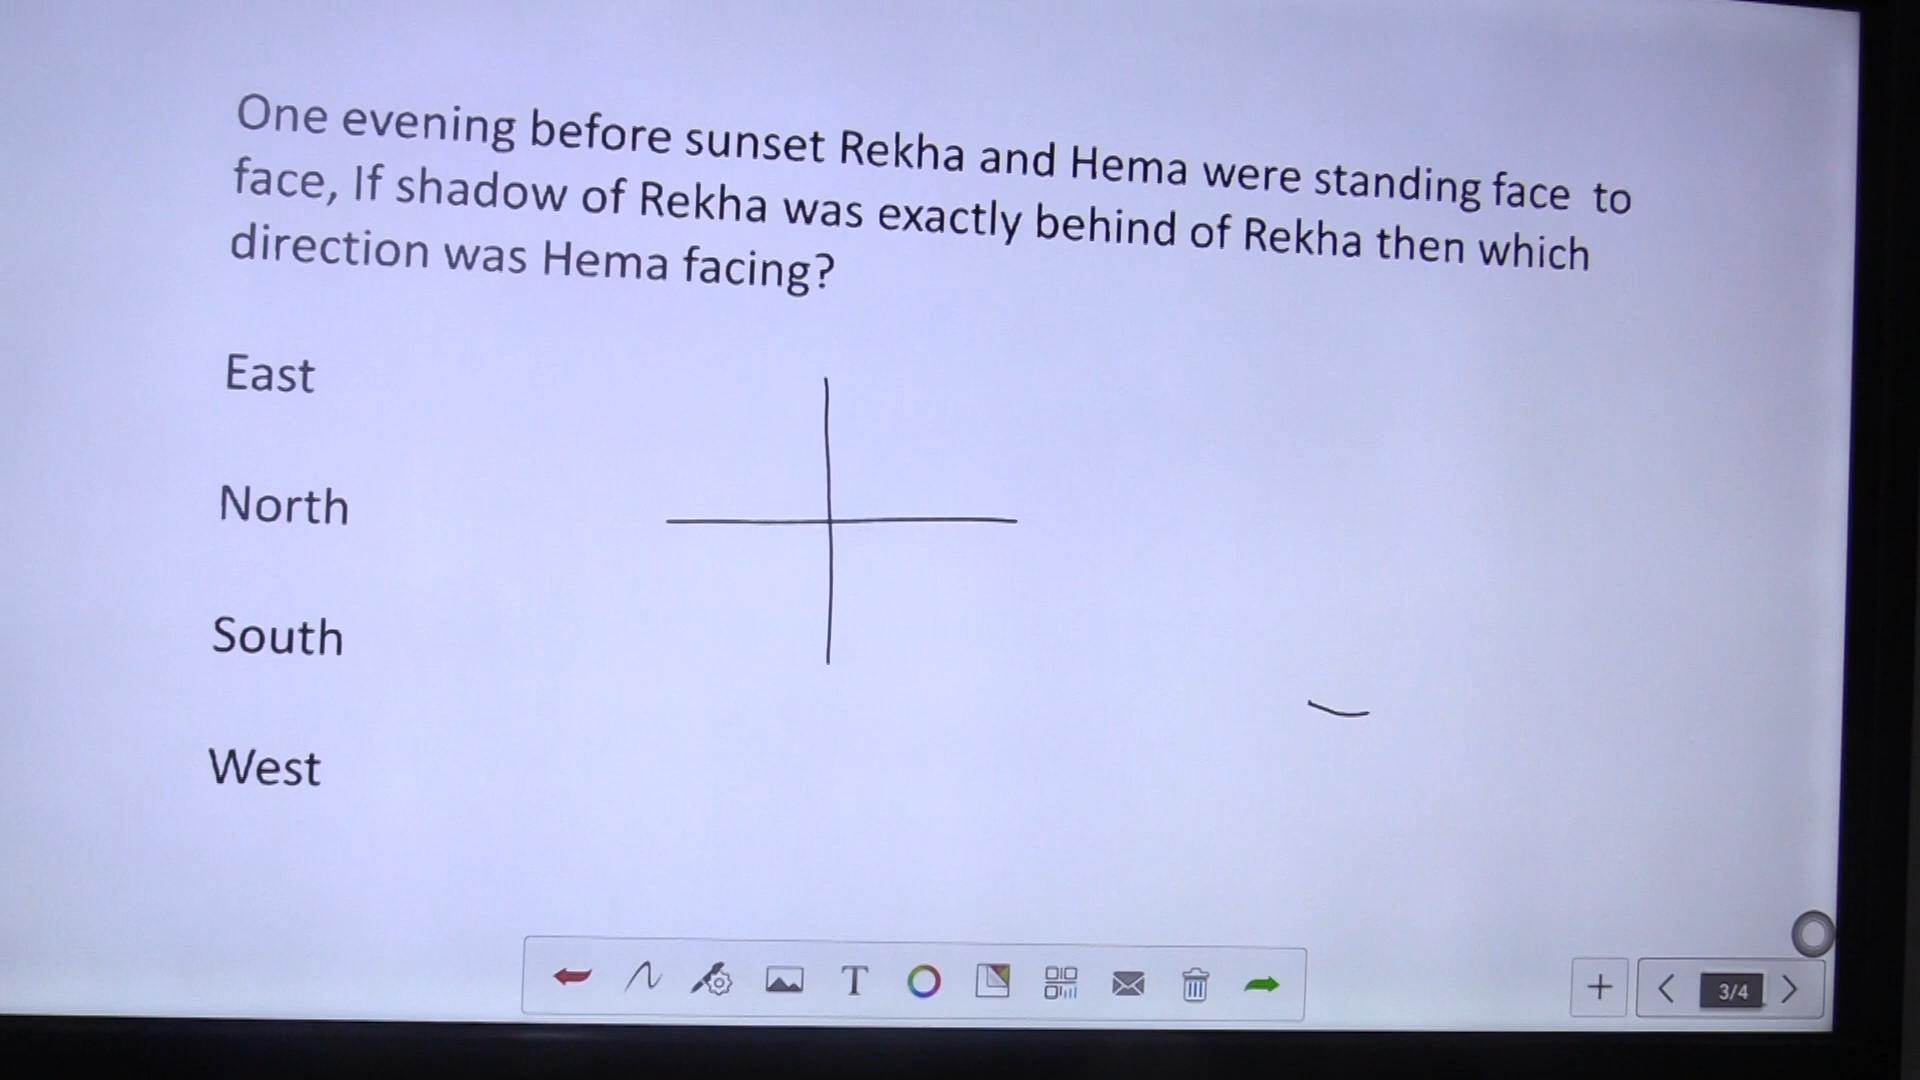 One evening before sunset Rekha and Hema were standing face to
face, If shadow of Rekha was exactly behind of Rekha then which
direction was Hema facing?
East
North
South
West
T
3/4